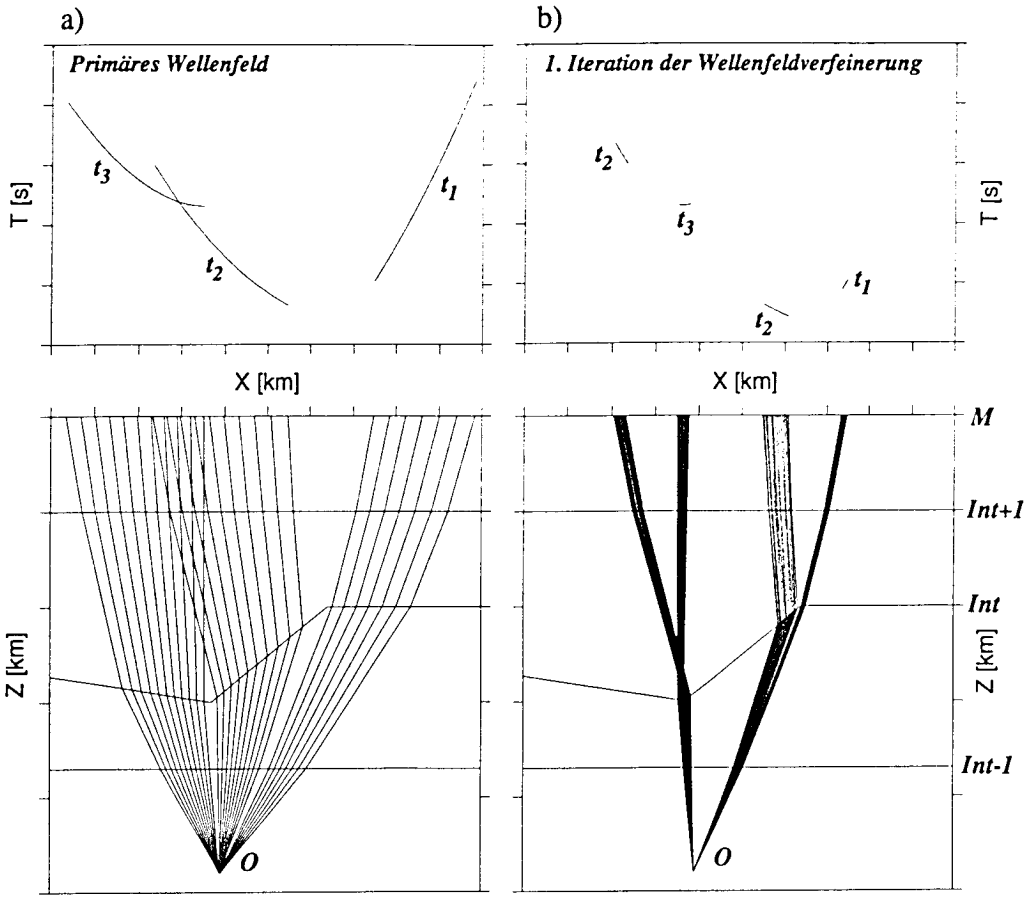 a)
Primäres Wellenfeld
t3
t2
t1
T [s]
X [km]
Z [km]
O
b)
1. Iteration der Wellenfeldverfeinerung
t2
t3
t2
t1
T [s]
X [km]
M
Int+1
Int
Z [km]
Int-1
O